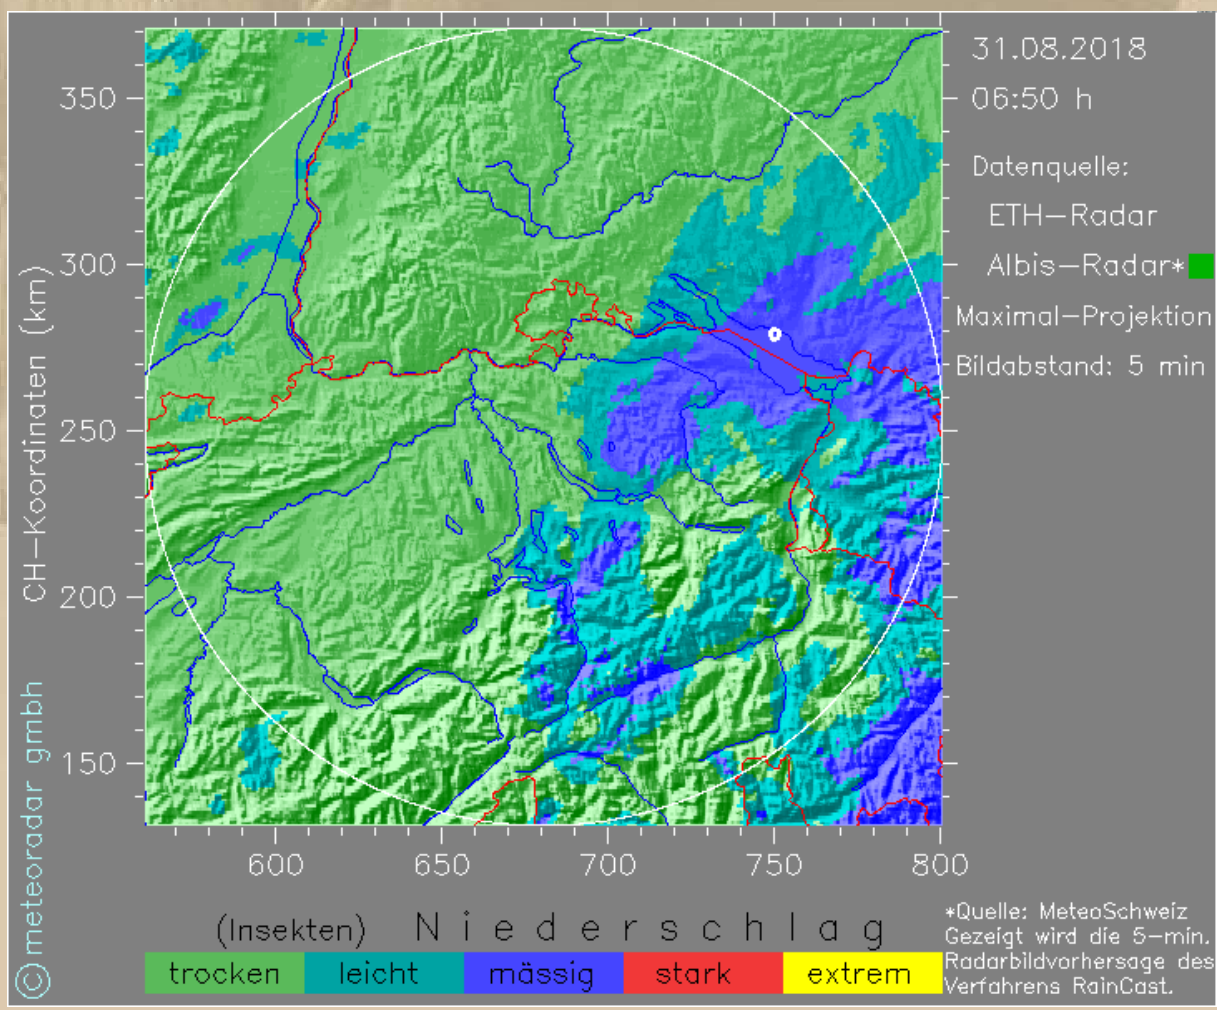 31.08.2018
06:50 h
Datenquelle:
ETH-Radar
Albis-Radar*
Maximal-Projektion
Bildabstand: 5 min
CH-Koordinaten (km)
350
300
250
200
150
600
650
700
750
800
© meteoradar gmbh
(Insekten) Niederschlag
trocken leicht mässig stark extrem
*Quelle: MeteoSchweiz
Gezeigt wird die 5-min.
Radarbildvorhersage des
Verfahrens RainCast.